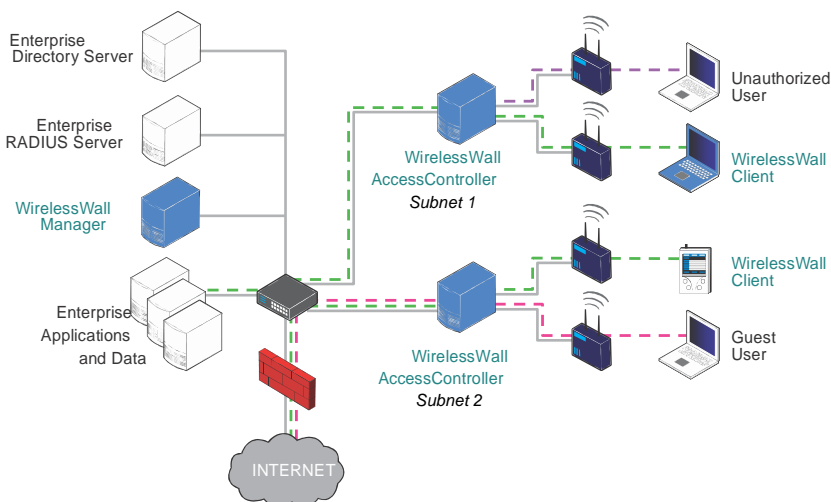 Enterprise
Directory Server
Enterprise
RADIUS Server
WirelessWall
Manager
Enterprise
Applications
and Data
INTERNET
WirelessWall
AccessController
Subnet 1
WirelessWall
AccessController
Subnet 2
Unauthorized
User
WirelessWall
Client
WirelessWall
Client
Guest
User